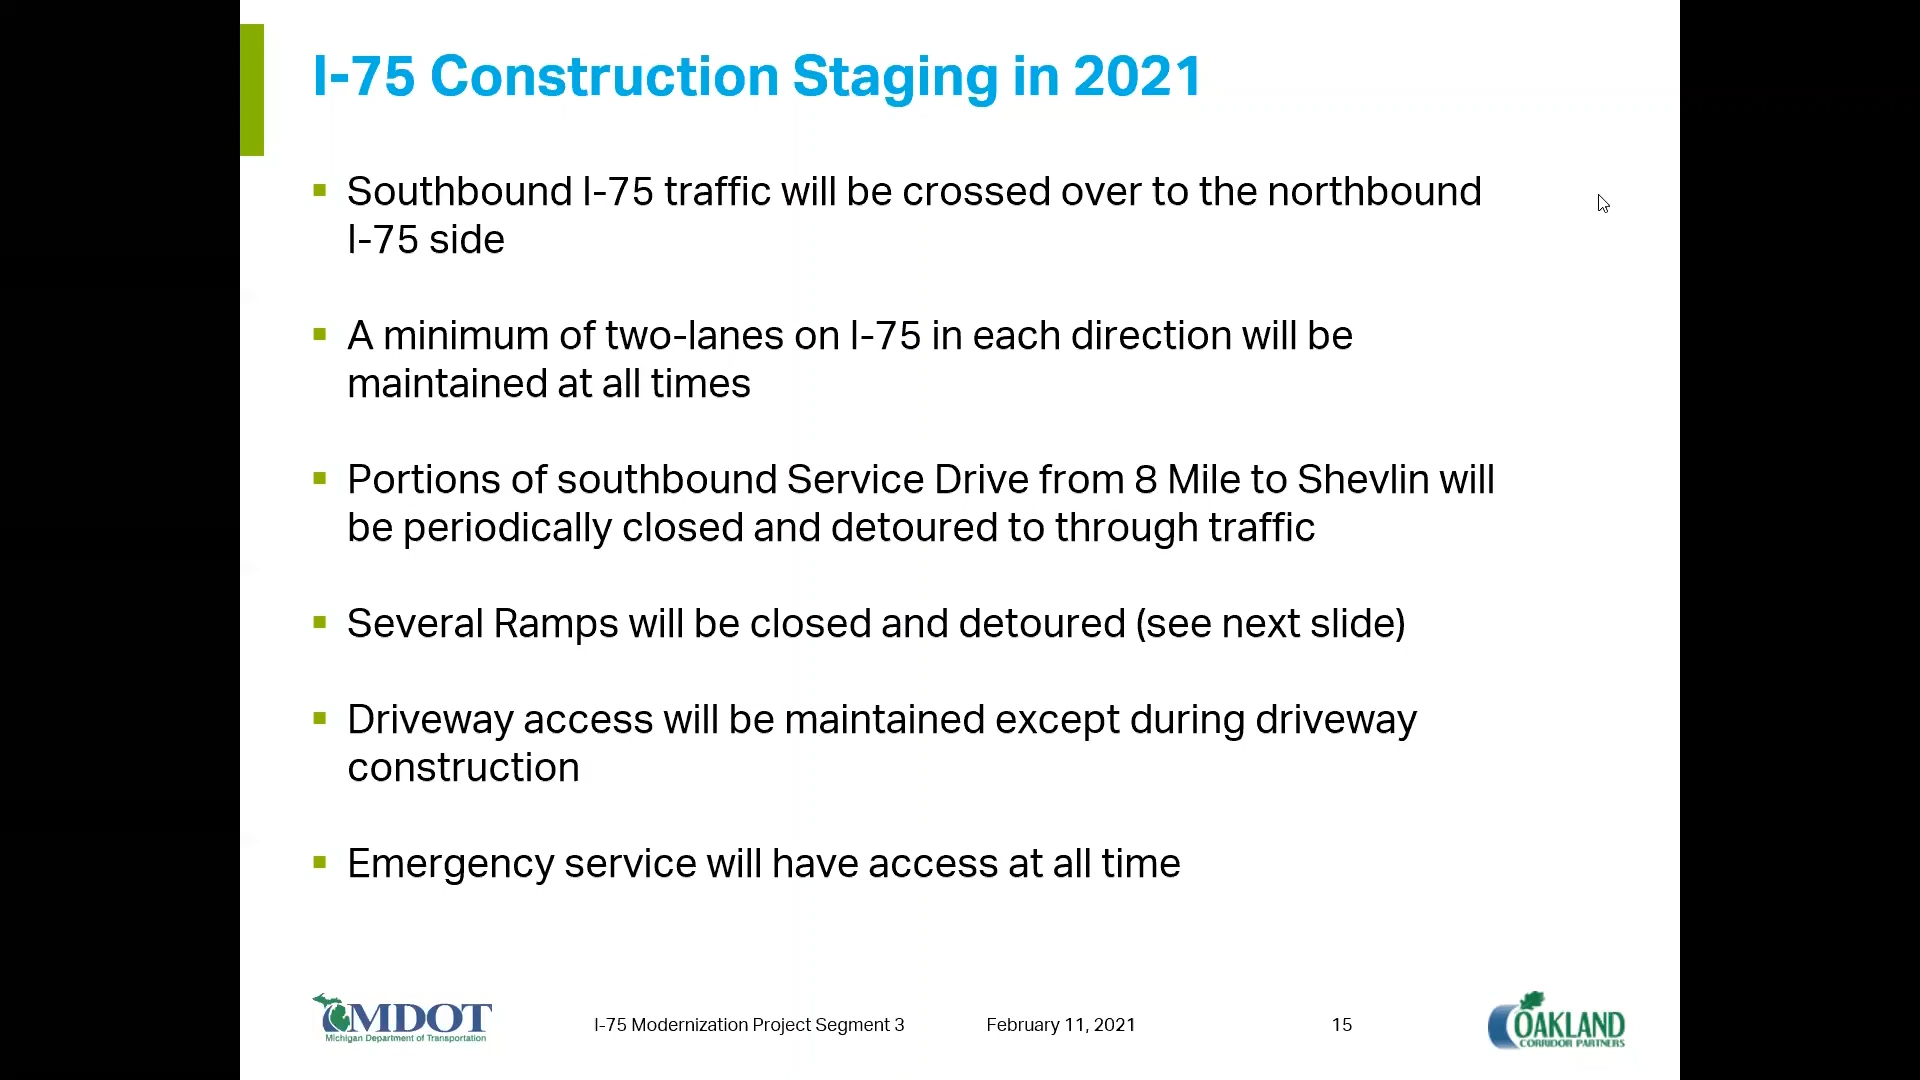 I-75 Construction Staging in 2021
Southbound I-75 traffic will be crossed over to the northbound
I-75 side
A minimum of two-lanes on I-75 in each direction will be
maintained at all times
Portions of southbound Service Drive from 8 Mile to Shevlin will
be periodically closed and detoured to through traffic
Several Ramps will be closed and detoured (see next slide)
Driveway access will be maintained except during driveway
construction
Emergency service will have access at all time
MDOT
Michigan Department of Transportation
I-75 Modernization Project Segment 3
February 11, 2021
15
OAKLAND
CORRIDOR PARTNERS